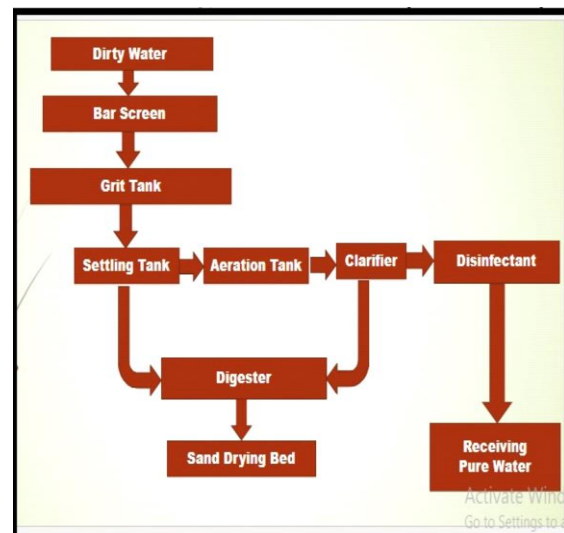 Dirty Water
Bar Screen
Grit Tank
Settling Tank
Aeration Tank
Clarifier
Disinfectant
Digester
Sand Drying Bed
Receiving
Pure Water
Activate Wind
Go to Settings to a